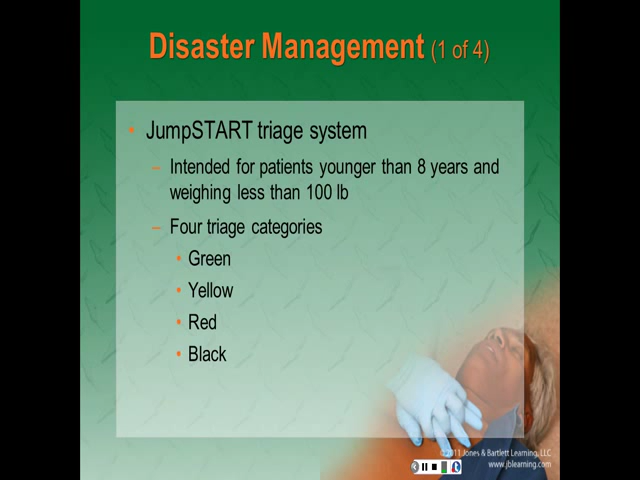 Disaster Management (1 of 4)
• JumpSTART triage system
– Intended for patients younger than 8 years and
weighing less than 100 lb
– Four triage categories
• Green
• Yellow
• Red
• Black
©2011 Jones & Bartlett Learning, LLC
www.jblearning.com